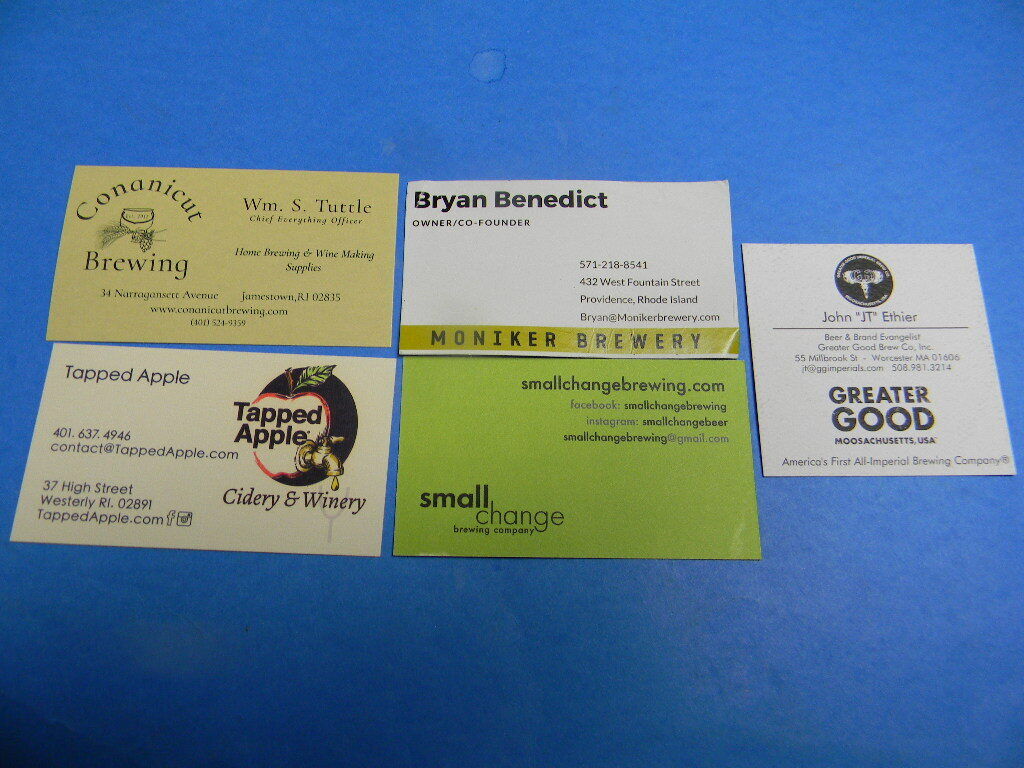 Conanicut
Est. 2017
Brewing
Wm. S. Tuttle
Chief Everything Officer
Home Brewing & Wine Making
Supplies
34 Narragansett Avenue Jamestown,RI 02835
www.conanicutbrewing.com
(401) 524-9359
Bryan Benedict
OWNER/CO-FOUNDER
571-218-8541
432 West Fountain Street
Providence, Rhode island
Bryan@Monikerbrewery.com
MONIKER BREWERY
John "JT" Ethier
Beer & Brand Evangelist
Greater Good Brew Co, Inc.
55 Millbrook St - Worcester MA 01606
jt@ggimperials.com 508.981.3214
GREATER
GOOD
MOOSACHUSETTS, USA
America's First All-Imperial Brewing Company®
Tapped Apple
401. 637. 4946
contact@TappedApple.com
37 High Street
Westerly RI. 02891
TappedApple.com
Tapped
Apple
Cidery & Winery
smallchangebrewing.com
facebook: smallchangebrewing
instagram: smallchangebeer
smallchangebrewing@gmail.com
small
change
brewing company